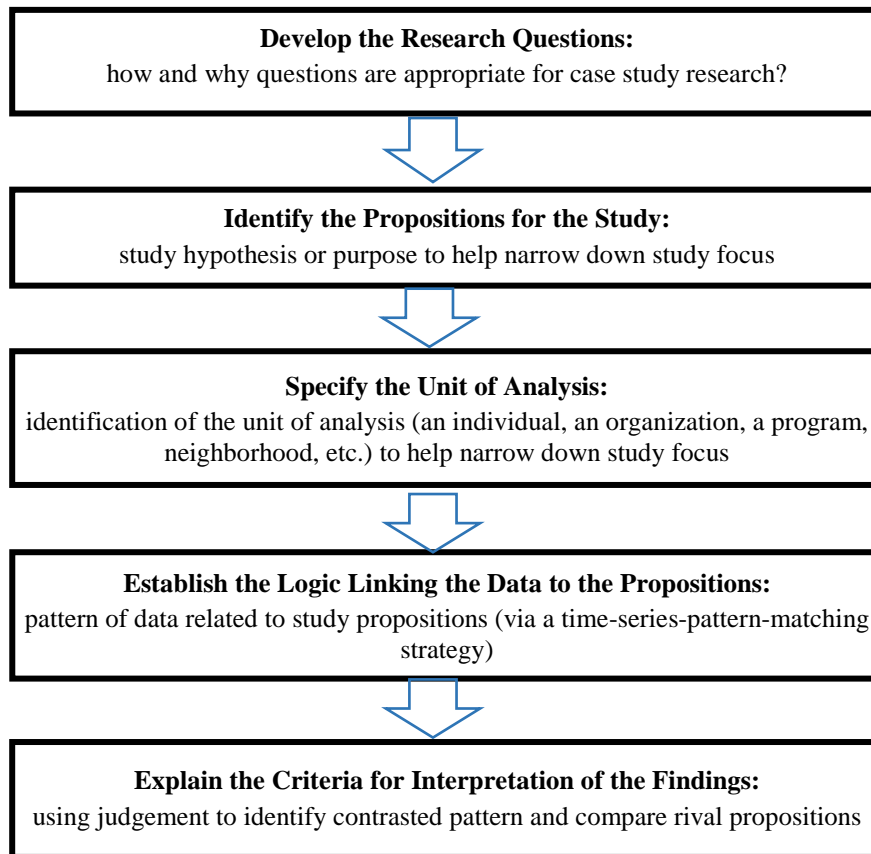 Develop the Research Questions:
how and why questions are appropriate for case study research?
Identify the Propositions for the Study:
study hypothesis or purpose to help narrow down study focus
Specify the Unit of Analysis:
identification of the unit of analysis (an individual, an organization, a program,
neighborhood, etc.) to help narrow down study focus
Establish the Logic Linking the Data to the Propositions:
pattern of data related to study propositions (via a time-series-pattern-matching
strategy)
Explain the Criteria for Interpretation of the Findings:
using judgement to identify contrasted pattern and compare rival propositions